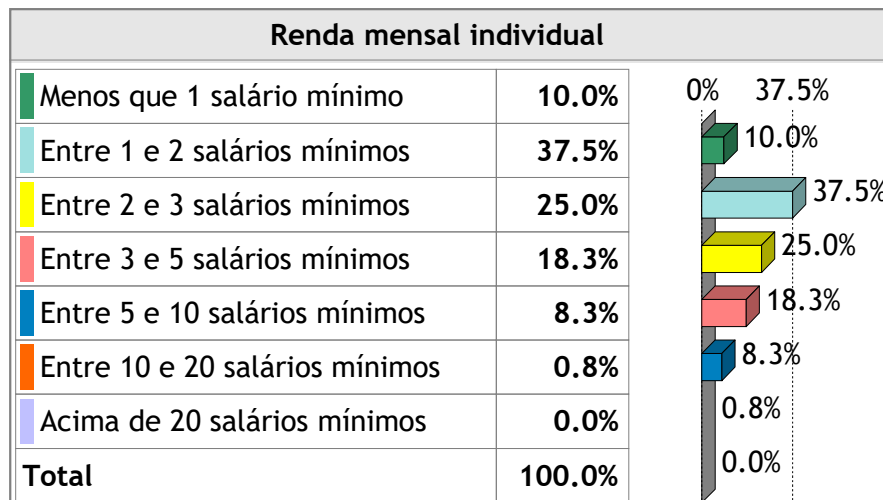 Renda mensal individual
Menos que 1 salário mínimo 10.0%
Entre 1 e 2 salários mínimos 37.5%
Entre 2 e 3 salários mínimos 25.0%
Entre 3 e 5 salários mínimos 18.3%
Entre 5 e 10 salários mínimos 8.3%
Entre 10 e 20 salários mínimos 0.8%
Acima de 20 salários mínimos 0.0%
Total 100.0%
0% 37.5%
10.0%
37.5%
25.0%
18.3%
8.3%
0.8%
0.0%